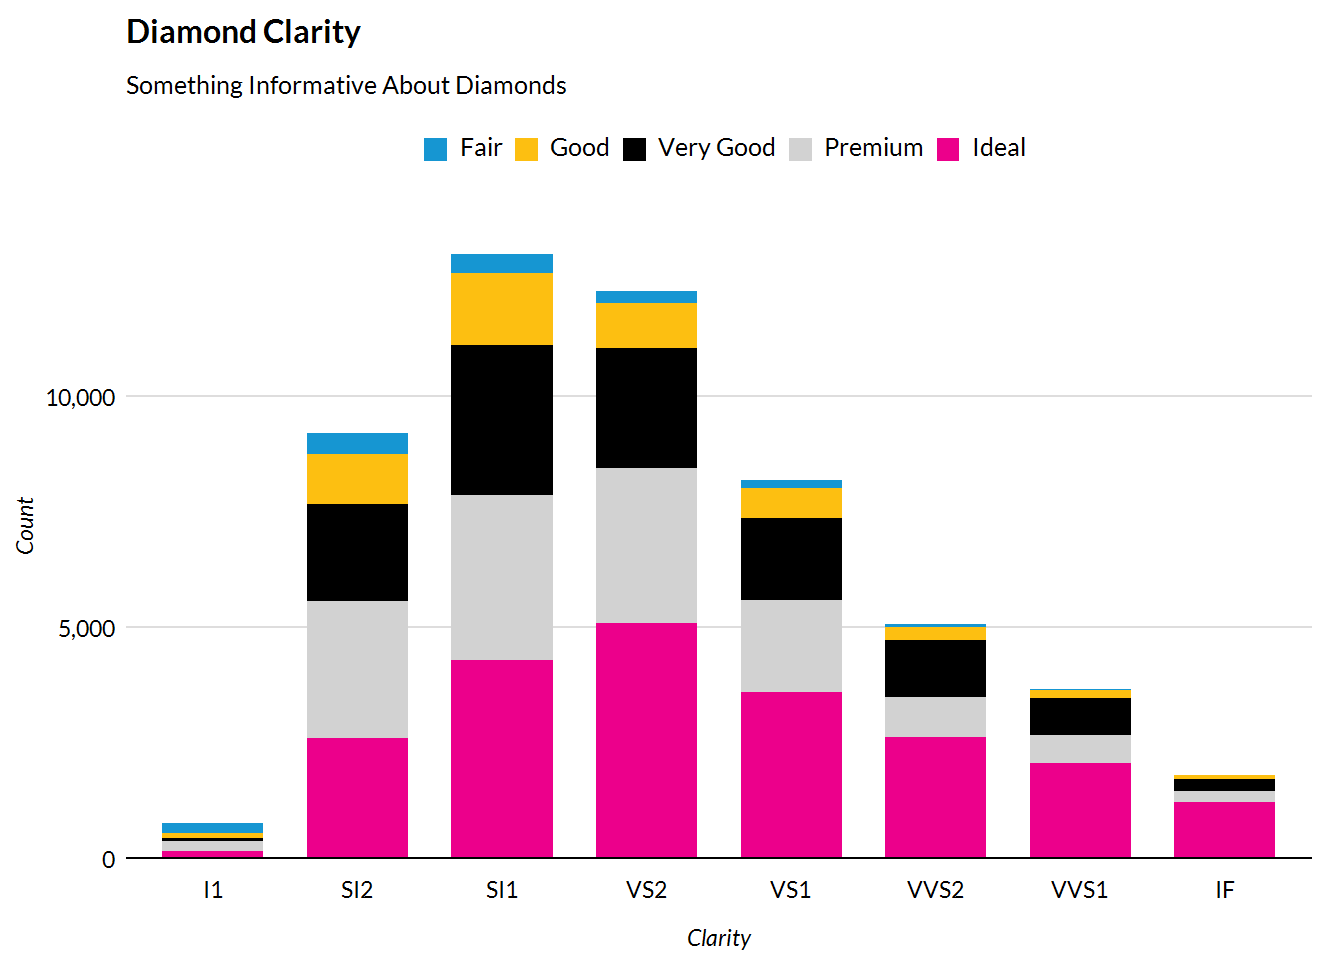 Diamond Clarity
Something Informative About Diamonds
Fair Good Very Good Premium Ideal
10,000
5,000
0
Count
I1 SI2 SI1 VS2 VS1 VVS2 VVS1 IF
Clarity